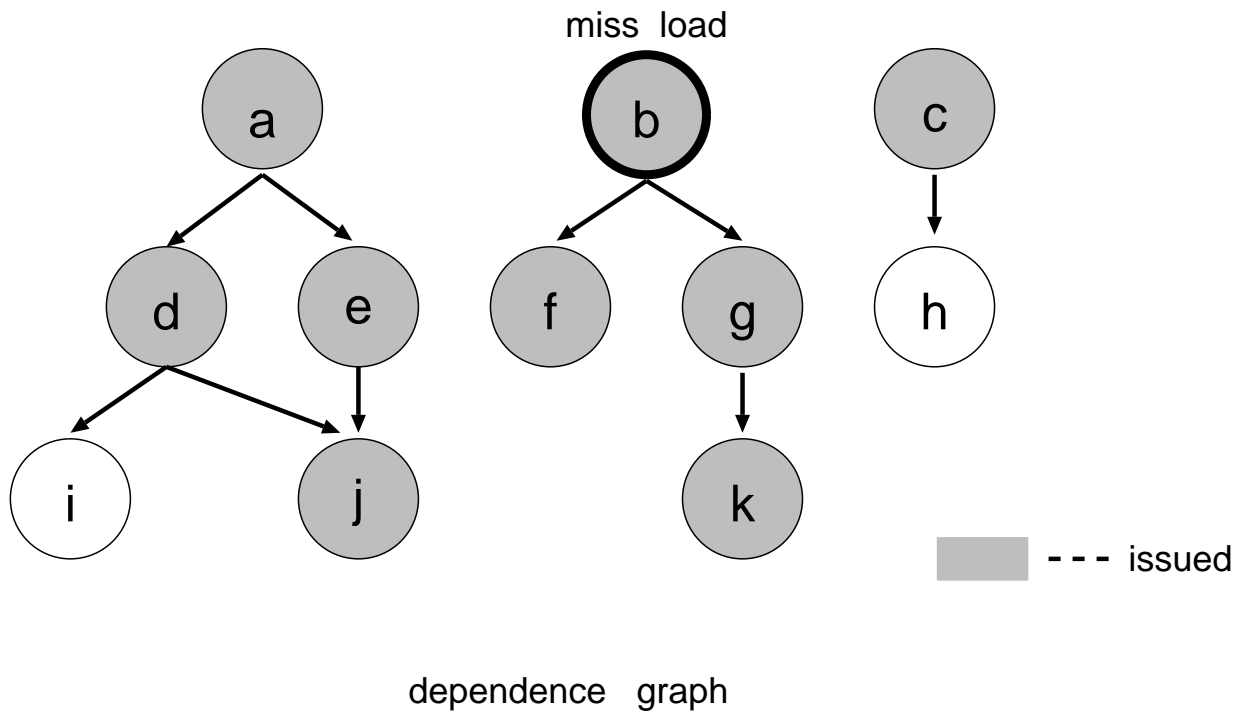 miss load
a
b
c
d
e
f
g
h
i
j
k
--- issued
dependence graph